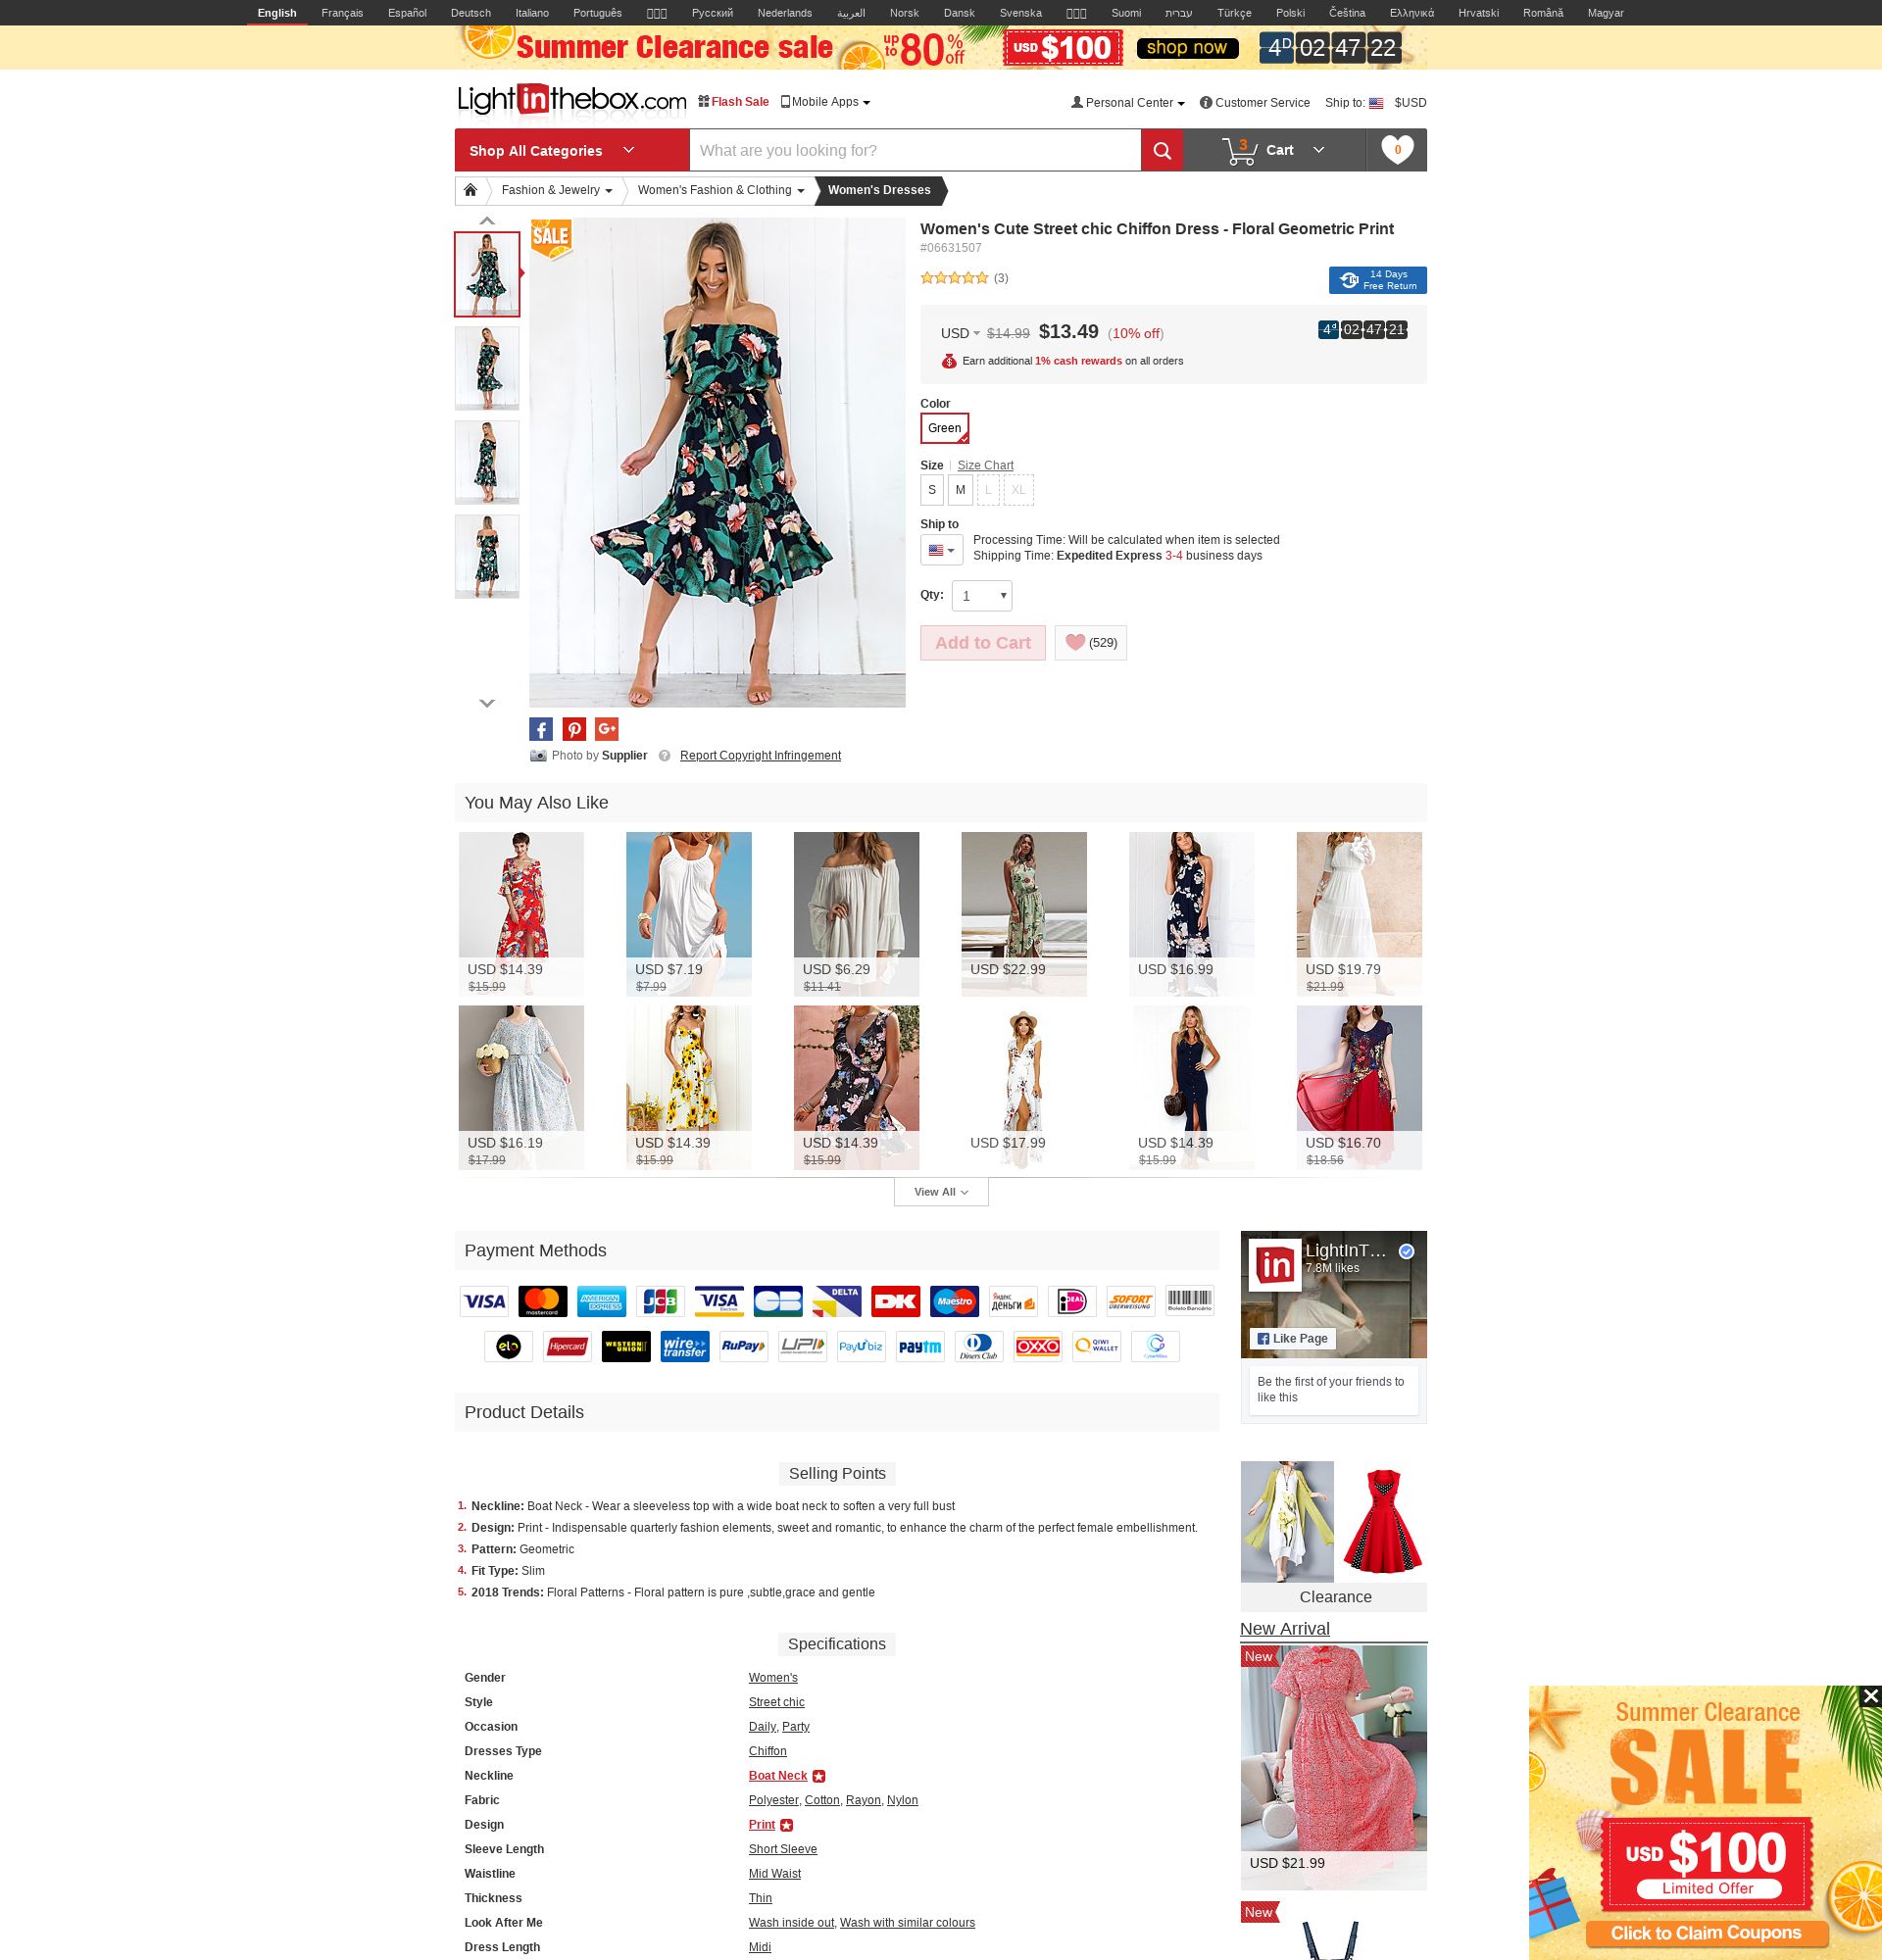 English Français Español Deutsch Italiano Português Русский Nederlands العربية Norsk Dansk Svenska Suomi עברית Türkçe Polski Čeština Ελληνικά Hrvatski Română Magyar
Summer Clearance sale up to 80% off USD $100 shop now 4D 02 47 22
Lightinthebox.com Flash Sale Mobile Apps Personal Center Customer Service Ship to: $USD
Shop All Categories What are you looking for? 3 Cart 0
Fashion & Jewelry Women's Fashion & Clothing Women's Dresses
SALE
Women's Cute Street chic Chiffon Dress - Floral Geometric Print
#06631507
(3)
14 Days
Free Return
USD $14.99 $13.49 (10% off) 4d 02 47 21
Earn additional 1% cash rewards on all orders
Color
Green
Size Size Chart
S M L XL
Ship to
Processing Time: Will be calculated when item is selected
Shipping Time: Expedited Express 3-4 business days
Qty: 1
Add to Cart (529)
Photo by Supplier ? Report Copyright Infringement
You May Also Like
USD $14.39 USD $7.19 USD $6.29 USD $22.99 USD $16.99 USD $19.79
$15.99 $7.99 $11.41 $21.99
USD $16.19 USD $14.39 USD $14.39 USD $17.99 USD $14.39 USD $16.70
$17.99 $15.99 $15.99 $15.99 $18.56
View All
Payment Methods
VISA mastercard AMERICAN EXPRESS JCB VISA Electron CB DELTA DK Maestro Яндекс Деньги iDEAL SOFORT ÜBERWEISUNG Boleto Bancário
elo Hipercard WESTERN UNION wire transfer RuPay UPI PayUbiz paytm Diners Club OXXO QIWI WALLET
in LightInT...
7.8M likes
Like Page
Be the first of your friends to
like this
Product Details
Selling Points
1. Neckline: Boat Neck - Wear a sleeveless top with a wide boat neck to soften a very full bust
2. Design: Print - Indispensable quarterly fashion elements, sweet and romantic, to enhance the charm of the perfect female embellishment.
3. Pattern: Geometric
4. Fit Type: Slim
5. 2018 Trends: Floral Patterns - Floral pattern is pure ,subtle,grace and gentle
Clearance
New Arrival
New
USD $21.99
New
Specifications
Gender Women's
Style Street chic
Occasion Daily, Party
Dresses Type Chiffon
Neckline Boat Neck
Fabric Polyester, Cotton, Rayon, Nylon
Design Print
Sleeve Length Short Sleeve
Waistline Mid Waist
Thickness Thin
Look After Me Wash inside out, Wash with similar colours
Dress Length Midi
Summer Clearance
SALE
USD $100
Limited Offer
Click to Claim Coupons